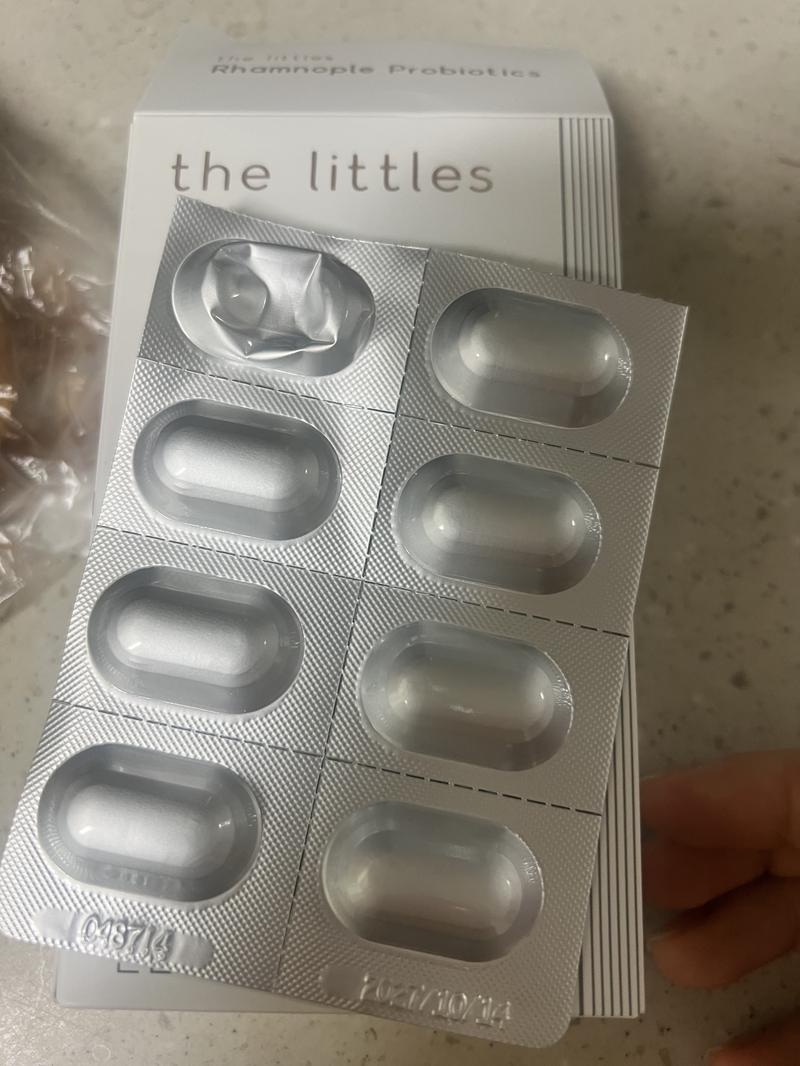 the littles
Rhamnople Probiotics
the littles
048714
2027/10/14